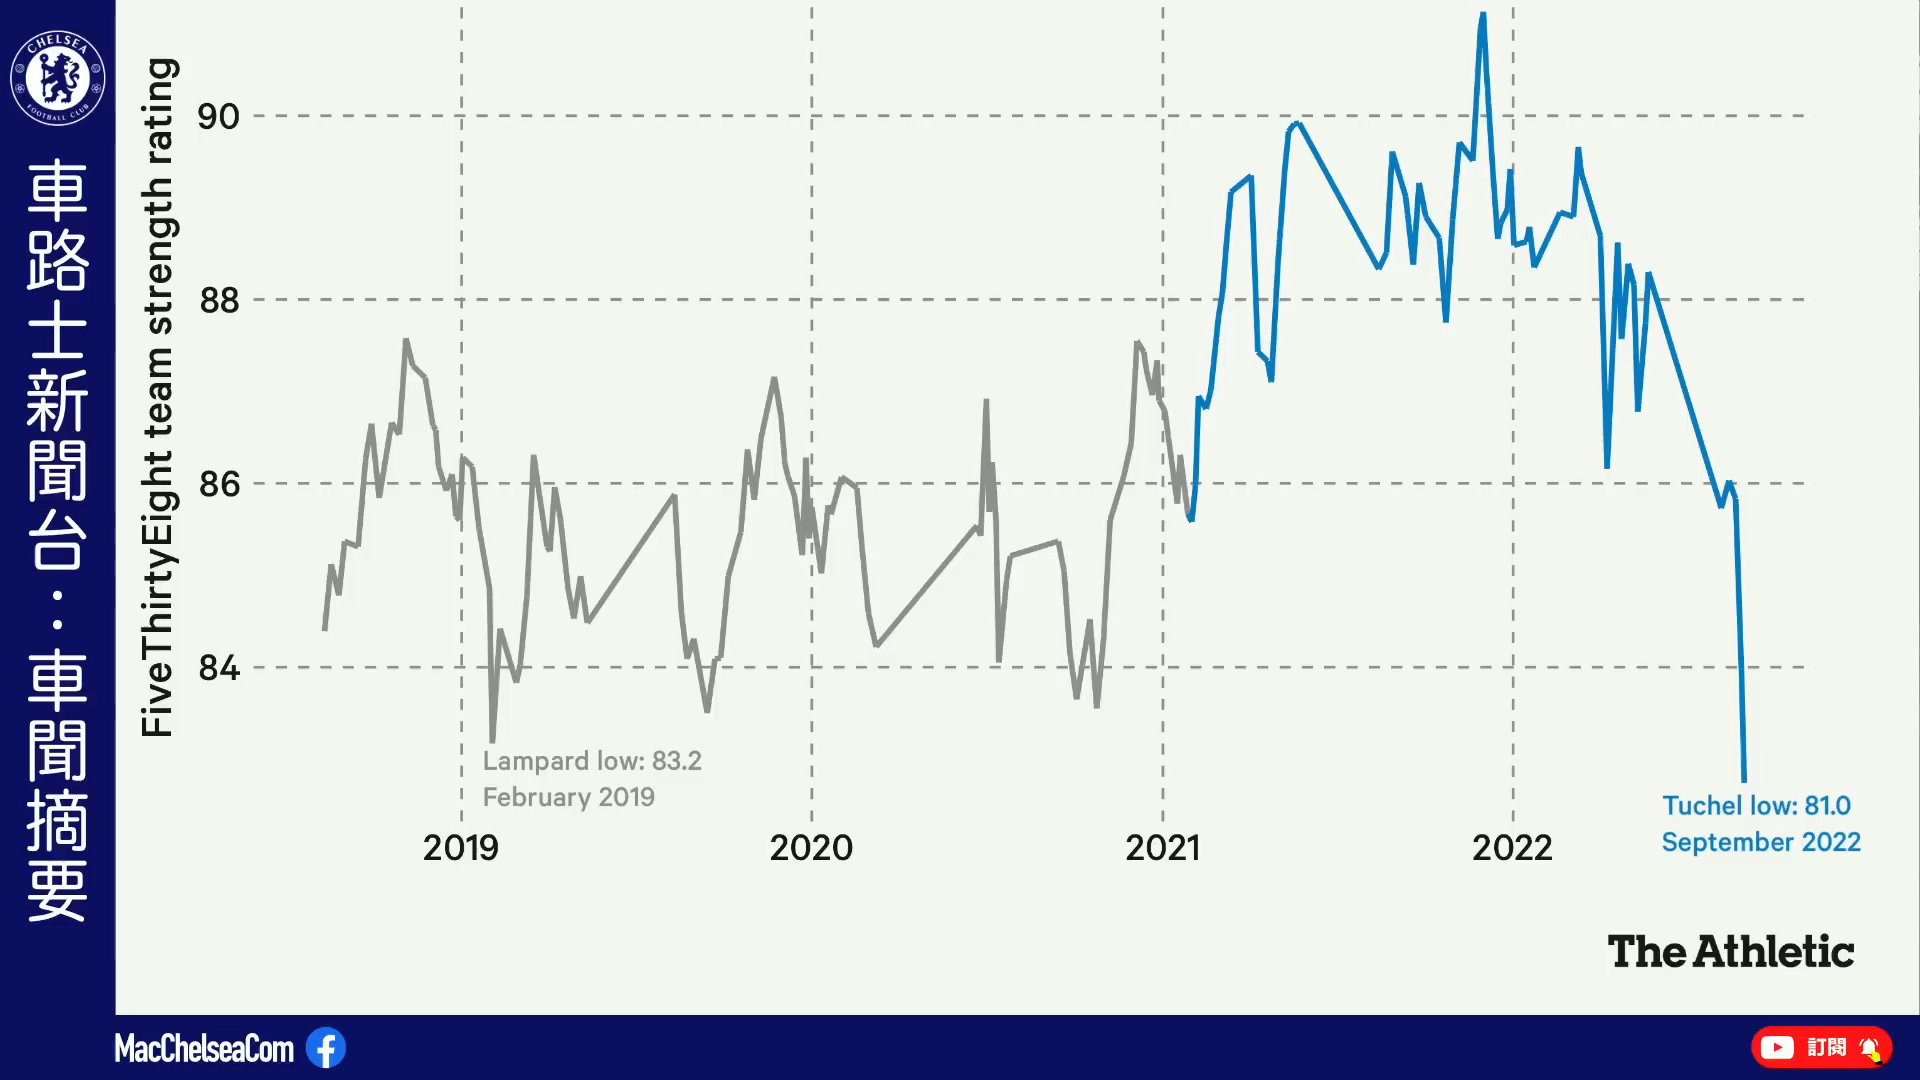 CHELSEA
FOOTBALL CLUB
車路士新聞台：車聞摘要
FiveThirtyEight team strength rating
90
88
86
84
Lampard low: 83.2
February 2019
Tuchel low: 81.0
September 2022
2019
2020
2021
2022
The Athletic
MacChelseaCom
訂閱